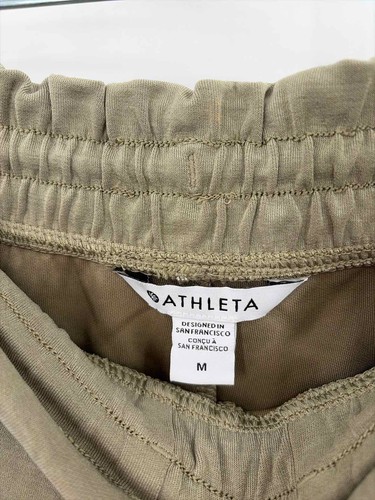 ATHLETA
DESIGNED IN
SAN FRANCISCO
CONÇU À
SAN FRANCISCO
M